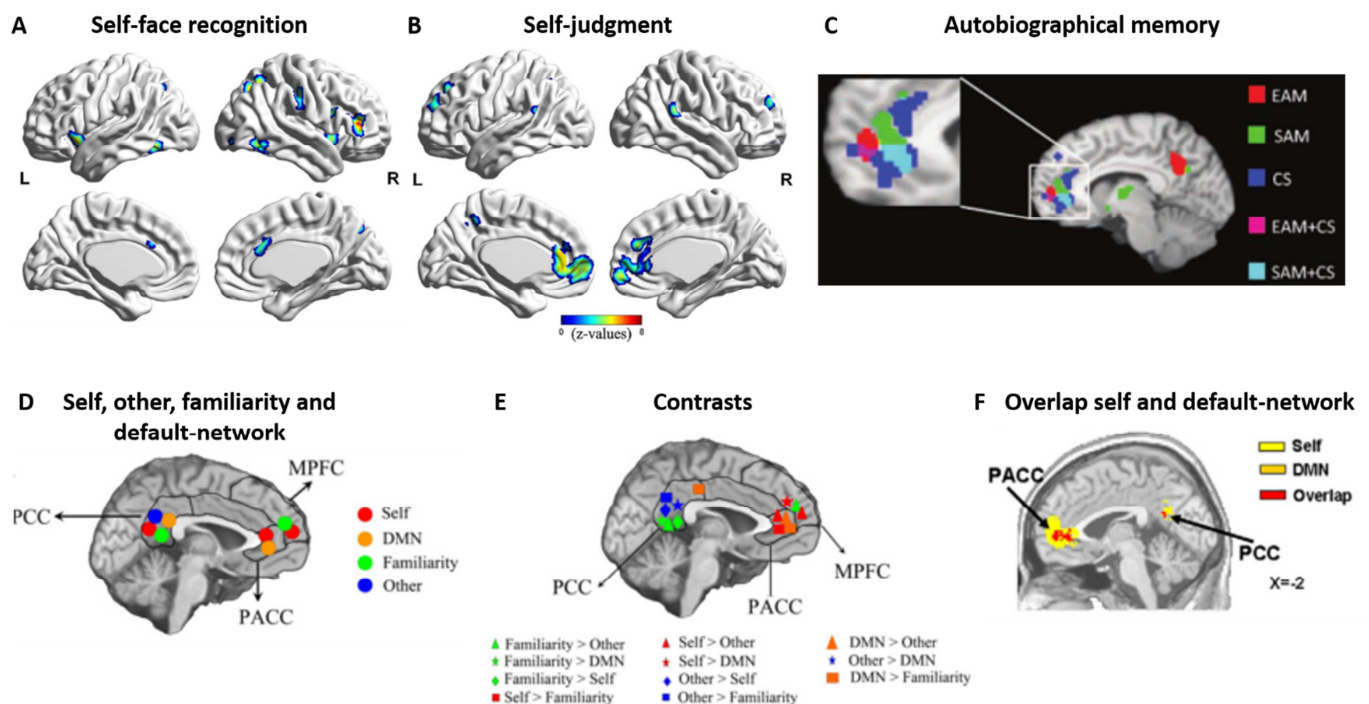 A Self-face recognition
B Self-judgment
C Autobiographical memory
L
R
L
R
0 (z-values) 8
EAM
SAM
CS
EAM+CS
SAM+CS
D Self, other, familiarity and
default-network
MPFC
PCC
PACC
Self
DMN
Familiarity
Other
E Contrasts
PCC
PACC
MPFC
Familiarity > Other
Familiarity > DMN
Familiarity > Self
Self > Familiarity
Self > Other
Self > DMN
Other > Self
Other > Familiarity
DMN > Other
Other > DMN
DMN > Familiarity
F Overlap self and default-network
PACC
PCC
Self
DMN
Overlap
X=-2